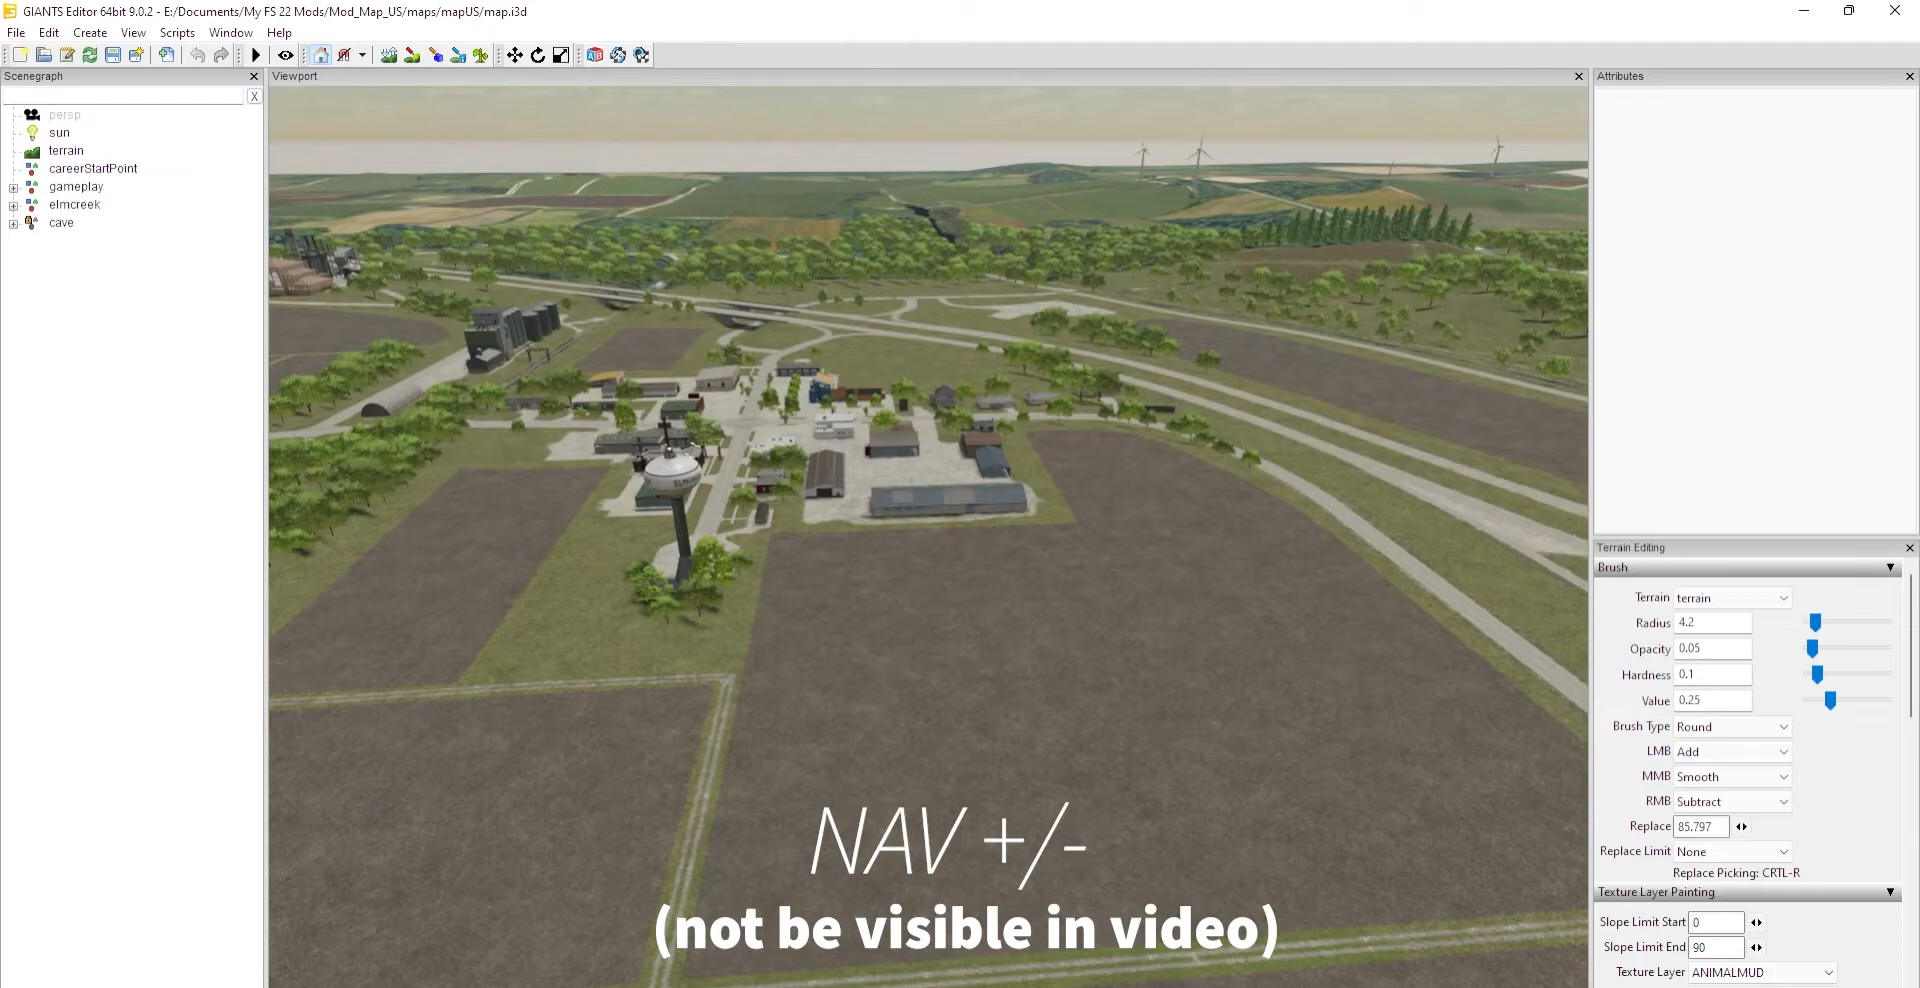 GIANTS Editor 64bit 9.0.2 - E:/Documents/My FS 22 Mods/Mod_Map_US/maps/mapUS/map.i3d
File Edit Create View Scripts Window Help
Scenegraph
X
persp
sun
terrain
careerStartPoint
gameplay
elmcreek
cave
Viewport
NAV +/-
(not be visible in video)
Attributes
Terrain Editing
Brush
Terrain terrain
Radius 4.2
Opacity 0.05
Hardness 0.1
Value 0.25
Brush Type Round
LMB Add
MMB Smooth
RMB Subtract
Replace 85.797
Replace Limit None
Replace Picking: CRTL-R
Texture Layer Painting
Slope Limit Start 0
Slope Limit End 90
Texture Layer ANIMALMUD